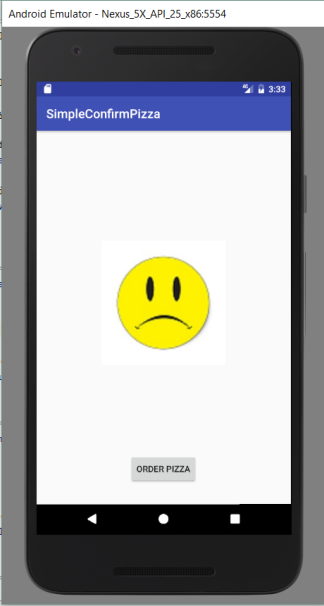 Android Emulator - Nexus_5X_API_25_x86:5554
3:33
SimpleConfirmPizza
ORDER PIZZA